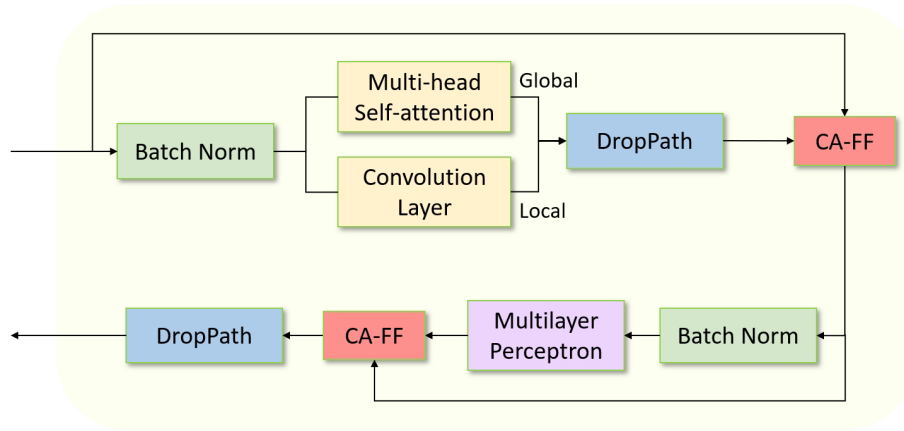 Multi-head
Self-attention
Global
Batch Norm
DropPath
CA-FF
Convolution
Layer
Local
DropPath
CA-FF
Multilayer
Perceptron
Batch Norm